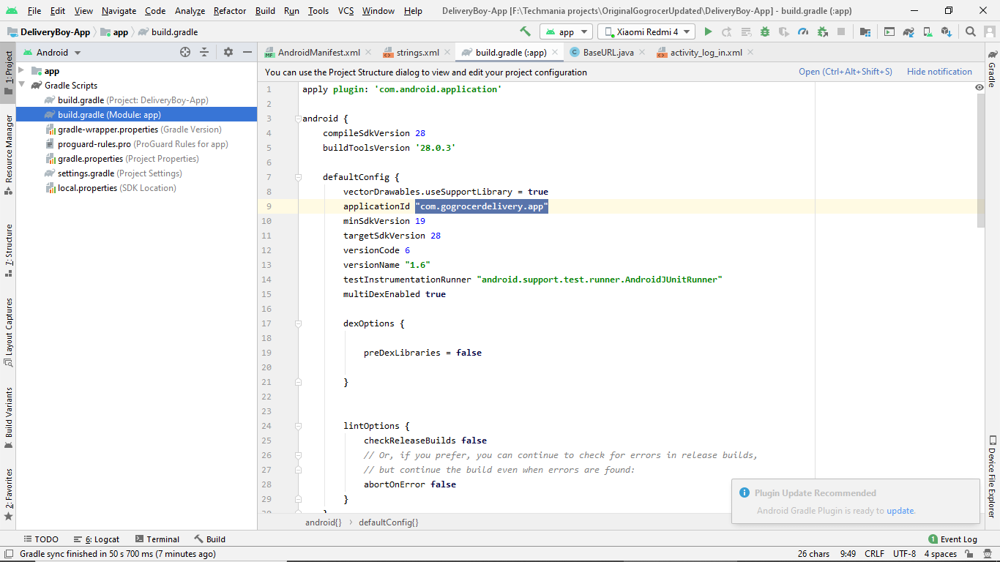 File Edit View Navigate Code Analyze Refactor Build Run Tools VCS Window Help DeliveryBoy-App [F:\Techmania projects\OriginalGogrocerUpdated\DeliveryBoy-App] - build.gradle (:app)
DeliveryBoy-App app build.gradle app Xiaomi Redmi 4
1: Project
Resource Manager
7: Structure
Layout Captures
Build Variants
2: Favorites
Android
app
Gradle Scripts
build.gradle (Project: DeliveryBoy-App)
build.gradle (Module: app)
gradle-wrapper.properties (Gradle Version)
proguard-rules.pro (ProGuard Rules for app)
gradle.properties (Project Properties)
settings.gradle (Project Settings)
local.properties (SDK Location)
AndroidManifest.xml strings.xml build.gradle (:app) BaseURL.java activity_log_in.xml
You can use the Project Structure dialog to view and edit your project configuration Open (Ctrl+Alt+Shift+S) Hide notification
1 apply plugin: 'com.android.application'
2
3 android {
4 compileSdkVersion 28
5 buildToolsVersion '28.0.3'
6
7 defaultConfig {
8 vectorDrawables.useSupportLibrary = true
9 applicationId "com.gogrocerdelivery.app"
10 minSdkVersion 19
11 targetSdkVersion 28
12 versionCode 6
13 versionName "1.6"
14 testInstrumentationRunner "android.support.test.runner.AndroidJUnitRunner"
15 multiDexEnabled true
16
17 dexOptions {
18
19 preDexLibraries = false
20
21 }
22
23
24 lintOptions {
25 checkReleaseBuilds false
26 // Or, if you prefer, you can continue to check for errors in release builds,
27 // but continue the build even when errors are found:
28 abortOnError false
29 }
android{} › defaultConfig{}
Gradle
Device File Explorer
Plugin Update Recommended
Android Gradle Plugin is ready to update.
TODO 6: Logcat Terminal Build 1 Event Log
Gradle sync finished in 50 s 700 ms (7 minutes ago) 26 chars 9:49 CRLF UTF-8 4 spaces